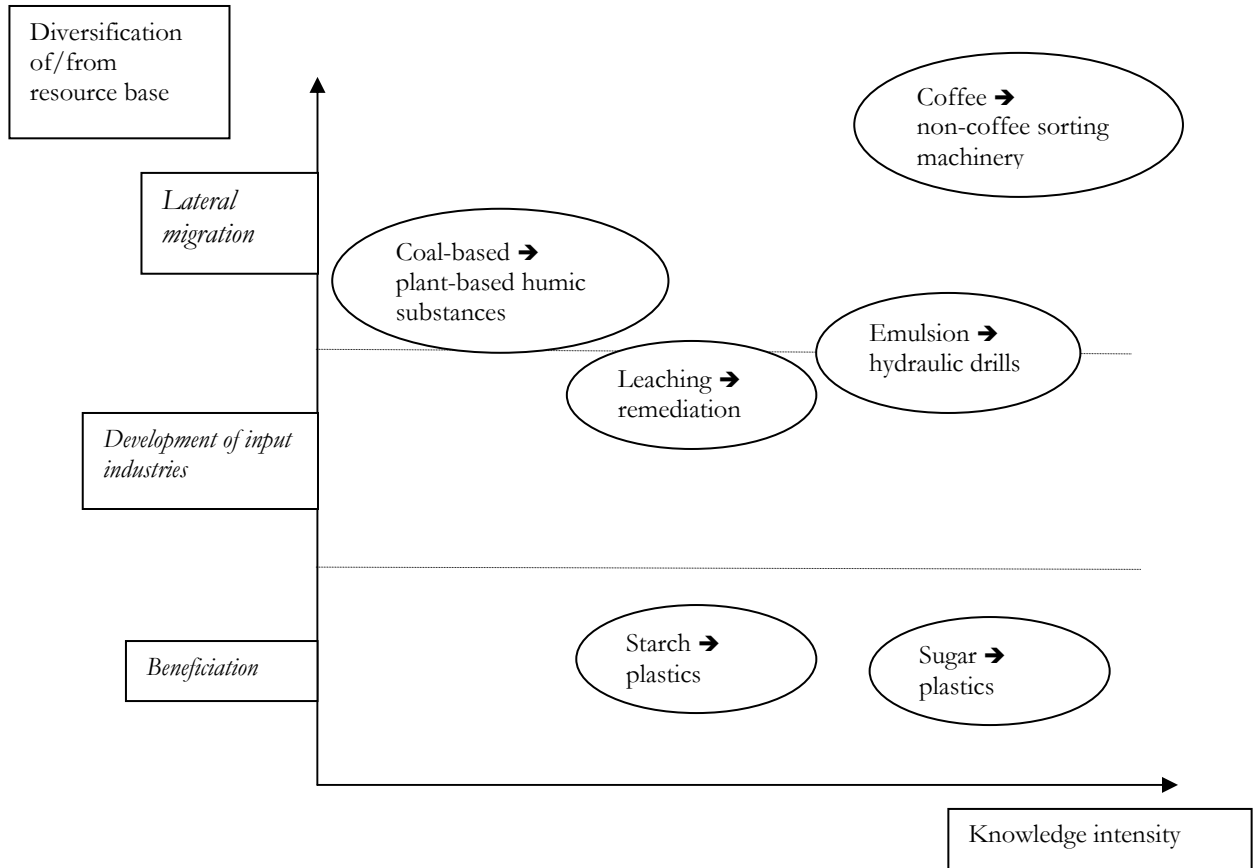 Diversification
of/from
resource base
Coffee ➔
non-coffee sorting
machinery
Lateral
migration
Coal-based ➔
plant-based humic
substances
Emulsion ➔
hydraulic drills
Leaching ➔
remediation
Development of input
industries
Starch ➔
plastics
Sugar ➔
plastics
Beneficiation
Knowledge intensity